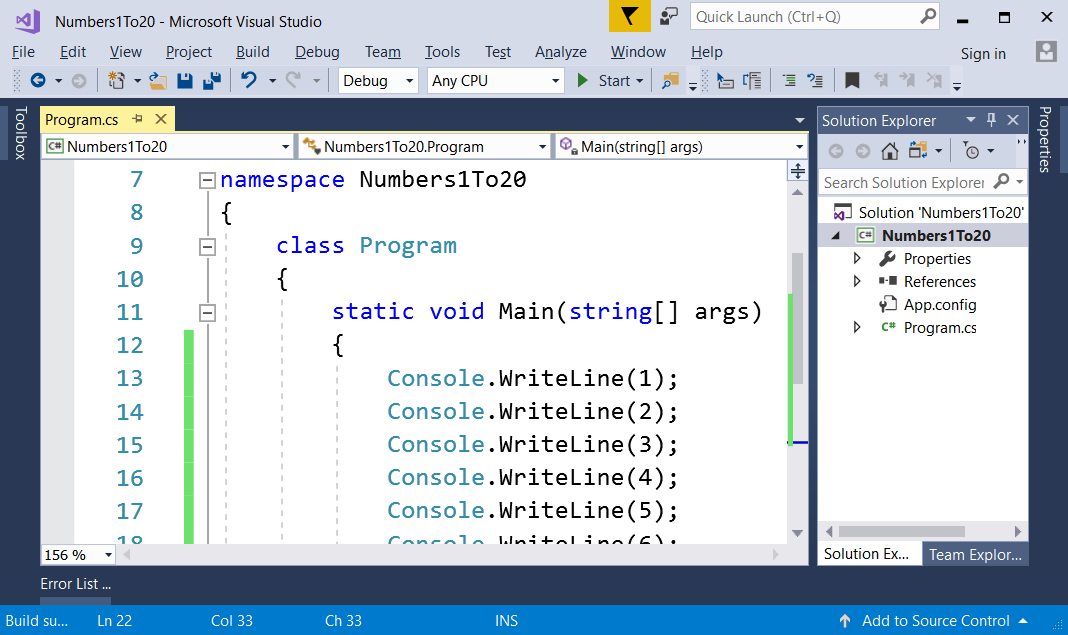 Numbers1To20 - Microsoft Visual Studio
Quick Launch (Ctrl+Q)
File Edit View Project Build Debug Team Tools Test Analyze Window Help Sign in
Debug Any CPU Start
Toolbox
Program.cs
Numbers1To20 Numbers1To20.Program Main(string[] args)
7 namespace Numbers1To20
8 {
9 class Program
10 {
11 static void Main(string[] args)
12 {
13 Console.WriteLine(1);
14 Console.WriteLine(2);
15 Console.WriteLine(3);
16 Console.WriteLine(4);
17 Console.WriteLine(5);
18 Console.WriteLine(6);
156 %
Solution Explorer
Search Solution Explorer
Solution 'Numbers1To20'
C# Numbers1To20
Properties
References
App.config
C# Program.cs
Solution Ex... Team Explor...
Properties
Error List ...
Build su... Ln 22 Col 33 Ch 33 INS Add to Source Control